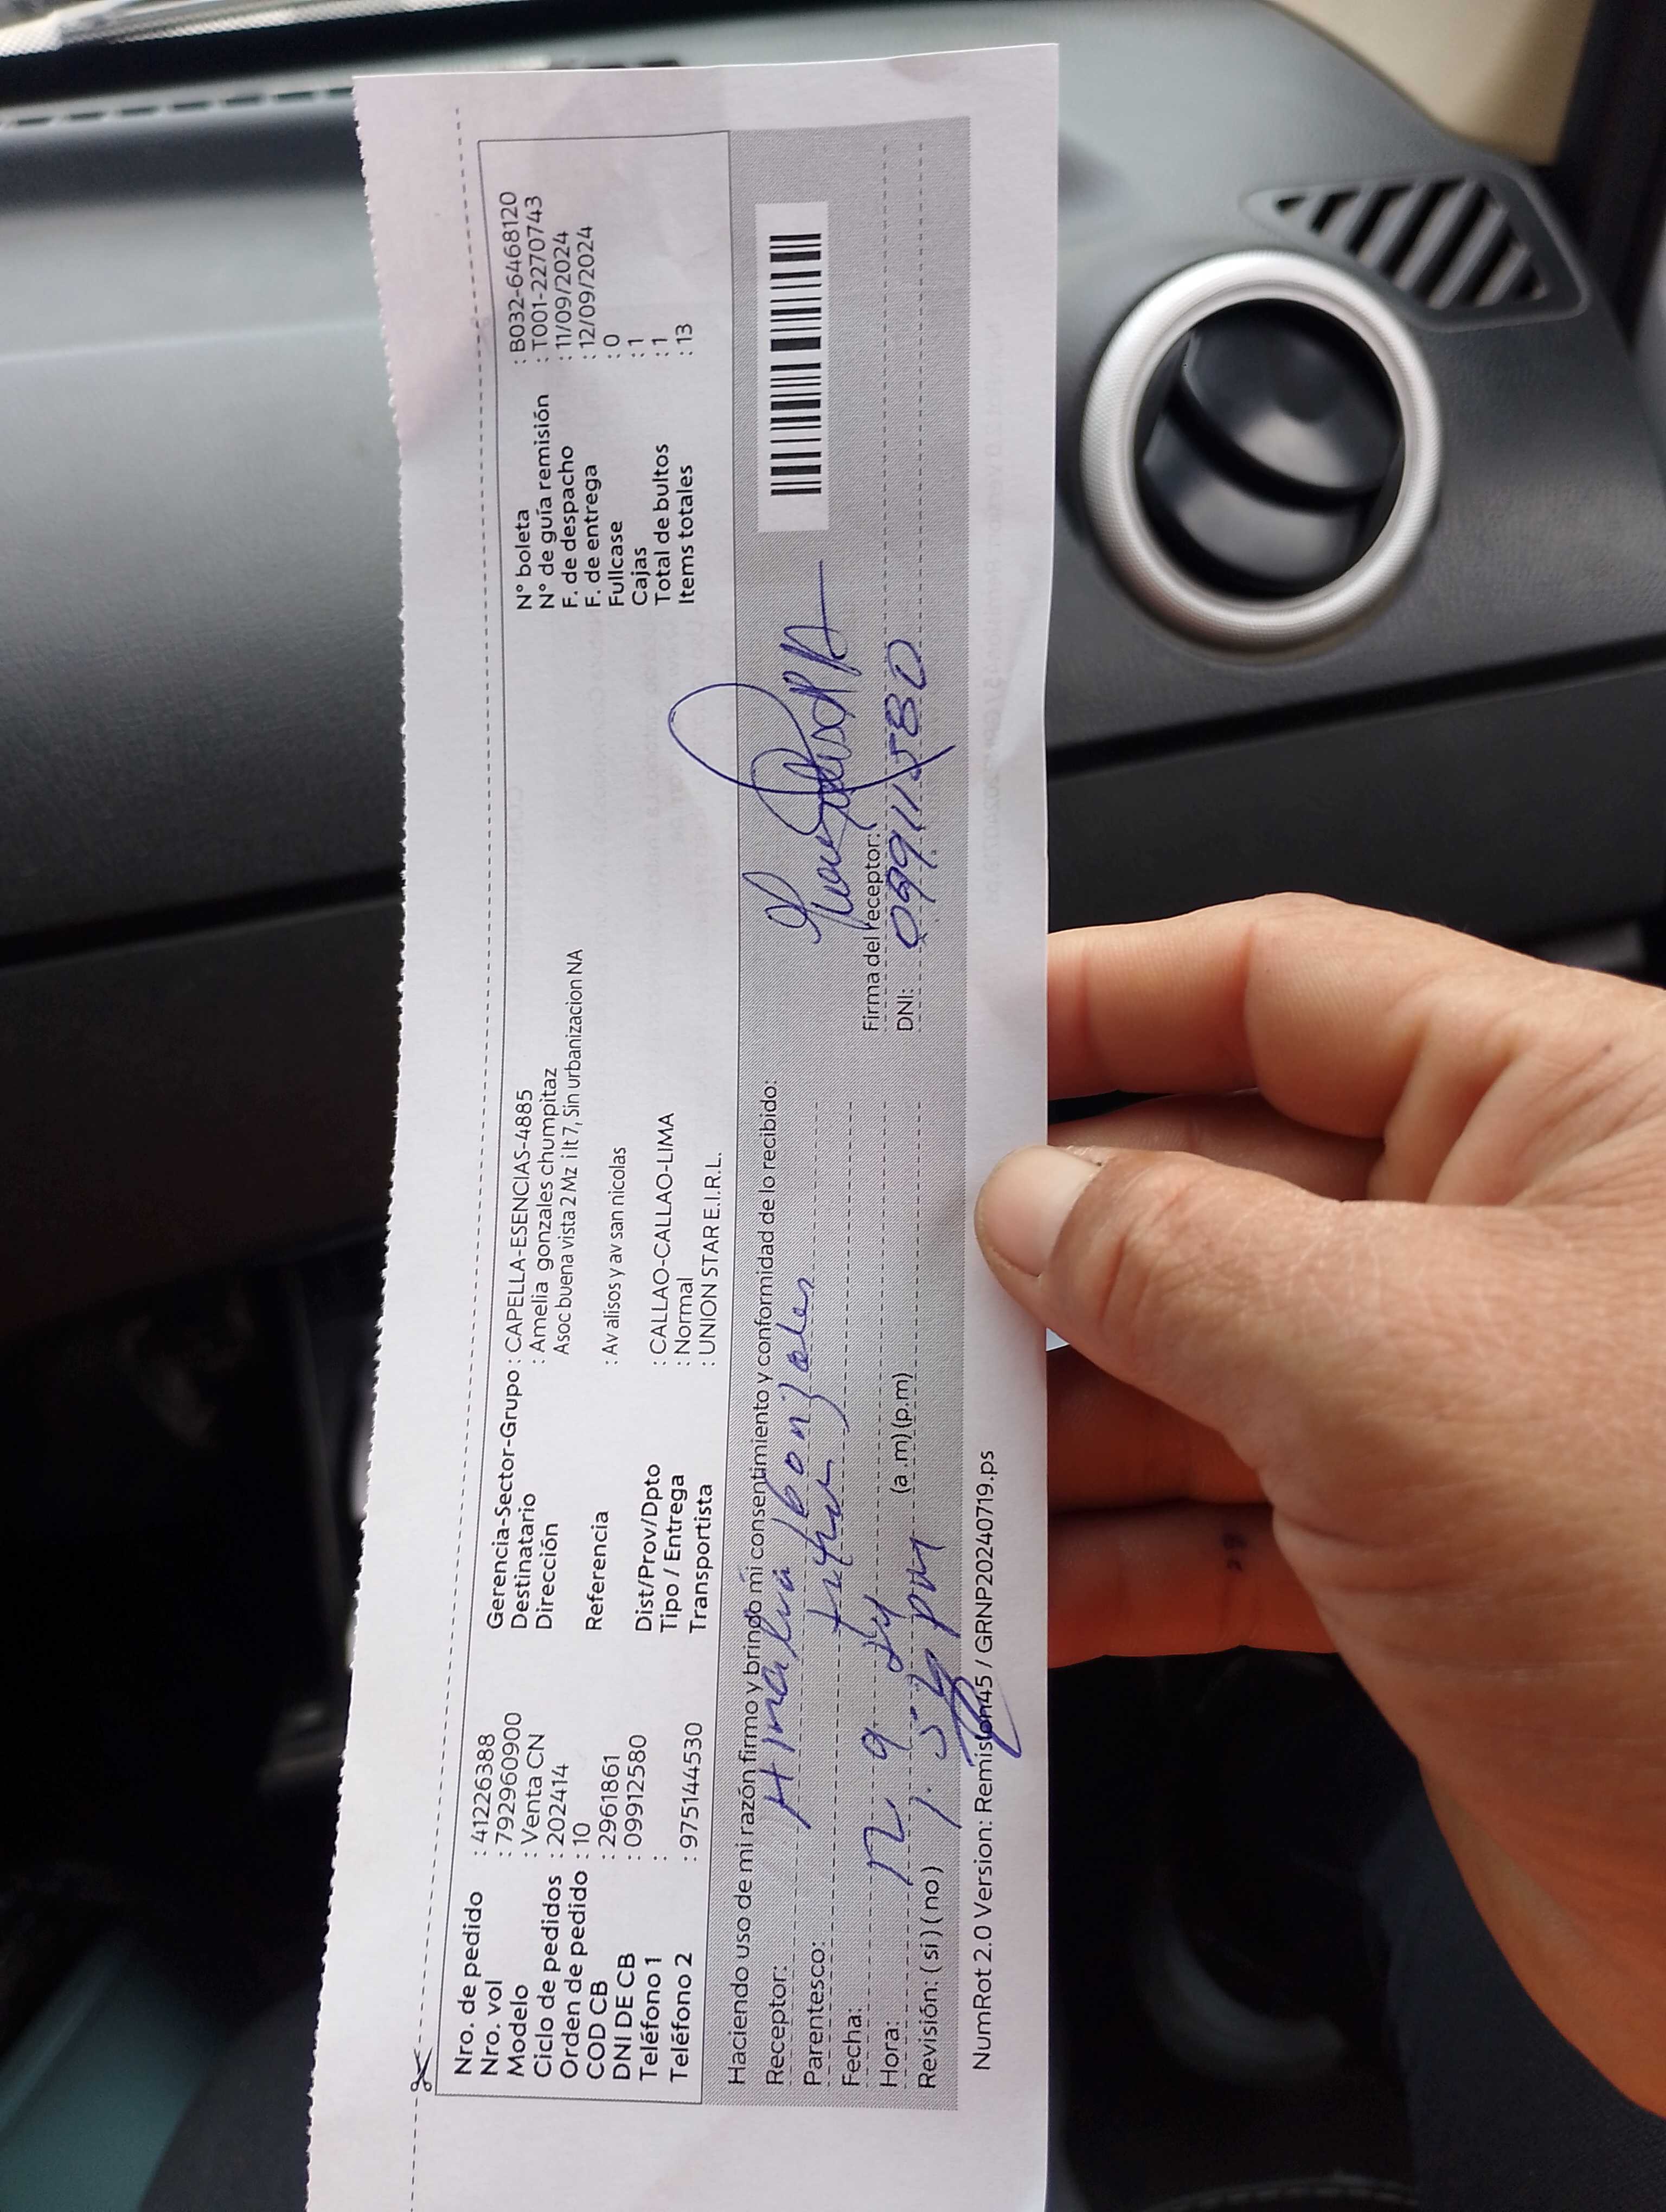 Nro. de pedido : 41226388
Nro. vol : 792960900
Modelo : Venta CN
Ciclo de pedidos : 202414
Orden de pedido : 10
COD CB : 2961861
DNI DE CB : 09912580
Teléfono 1 :
Teléfono 2 : 975144530
Gerencia-Sector-Grupo : CAPELLA-ESENCIAS-4885
Destinatario : Amelia gonzales chumpitaz
Dirección Asoc buena vista 2 Mz i lt 7, Sin urbanizacion NA
Referencia : Av alisos y av san nicolas
Dist/Prov/Dpto : CALLAO-CALLAO-LIMA
Tipo / Entrega : Normal
Transportista : UNION STAR E.I.R.L.
N° boleta : B032-6468120
N° de guía remisión : T001-2270743
F. de despacho : 11/09/2024
F. de entrega : 12/09/2024
Fullcase : 0
Cajas : 1
Total de bultos : 1
Items totales : 13
Haciendo uso de mi razón firmo y brindo mi consentimiento y conformidad de lo recibido:
Receptor: Gonzales
Parentesco:
Fecha: 12 9 24
Hora: pm (a .m) (p.m)
Revisión: ( si ) ( no )
Firma del receptor:
DNI:
NumRot 2.0 Version: Remision45 / GRNP20240719.ps